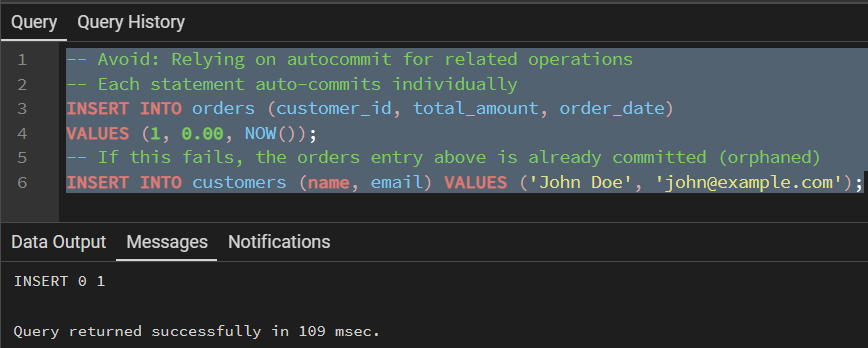 Query Query History
1 -- Avoid: Relying on autocommit for related operations
2 -- Each statement auto-commits individually
3 INSERT INTO orders (customer_id, total_amount, order_date)
4 VALUES (1, 0.00, NOW());
5 -- If this fails, the orders entry above is already committed (orphaned)
6 INSERT INTO customers (name, email) VALUES ('John Doe', 'john@example.com');
Data Output Messages Notifications
INSERT 0 1
Query returned successfully in 109 msec.